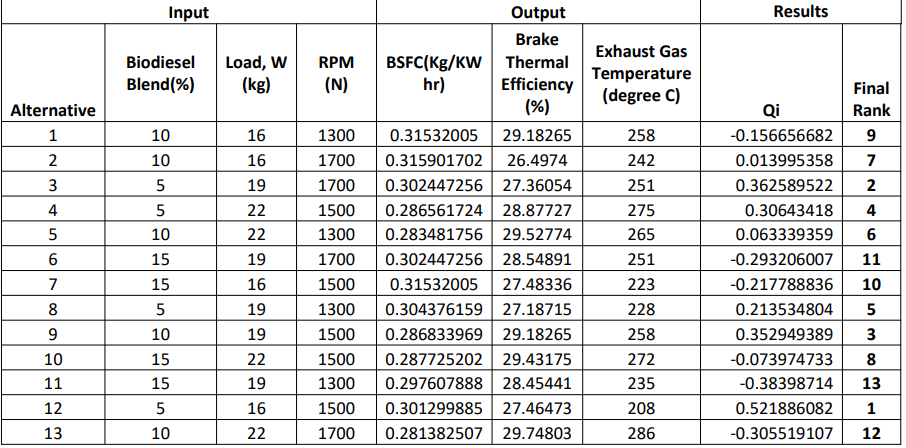 Input Output Results
Alternative Biodiesel Blend(%) Load, W (kg) RPM (N) BSFC(Kg/KW hr) Brake Thermal Efficiency (%) Exhaust Gas Temperature (degree C) Qi Final Rank
1 10 16 1300 0.31532005 29.18265 258 -0.156656682 9
2 10 16 1700 0.315901702 26.4974 242 0.013995358 7
3 5 19 1700 0.302447256 27.36054 251 0.362589522 2
4 5 22 1500 0.286561724 28.87727 275 0.30643418 4
5 10 22 1300 0.283481756 29.52774 265 0.063339359 6
6 15 19 1700 0.302447256 28.54891 251 -0.293206007 11
7 15 16 1500 0.31532005 27.48336 223 -0.217788836 10
8 5 19 1300 0.304376159 27.18715 228 0.213534804 5
9 10 19 1500 0.286833969 29.18265 258 0.352949389 3
10 15 22 1500 0.287725202 29.43175 272 -0.073974733 8
11 15 19 1300 0.297607888 28.45441 235 -0.38398714 13
12 5 16 1500 0.301299885 27.46473 208 0.521886082 1
13 10 22 1700 0.281382507 29.74803 286 -0.305519107 12